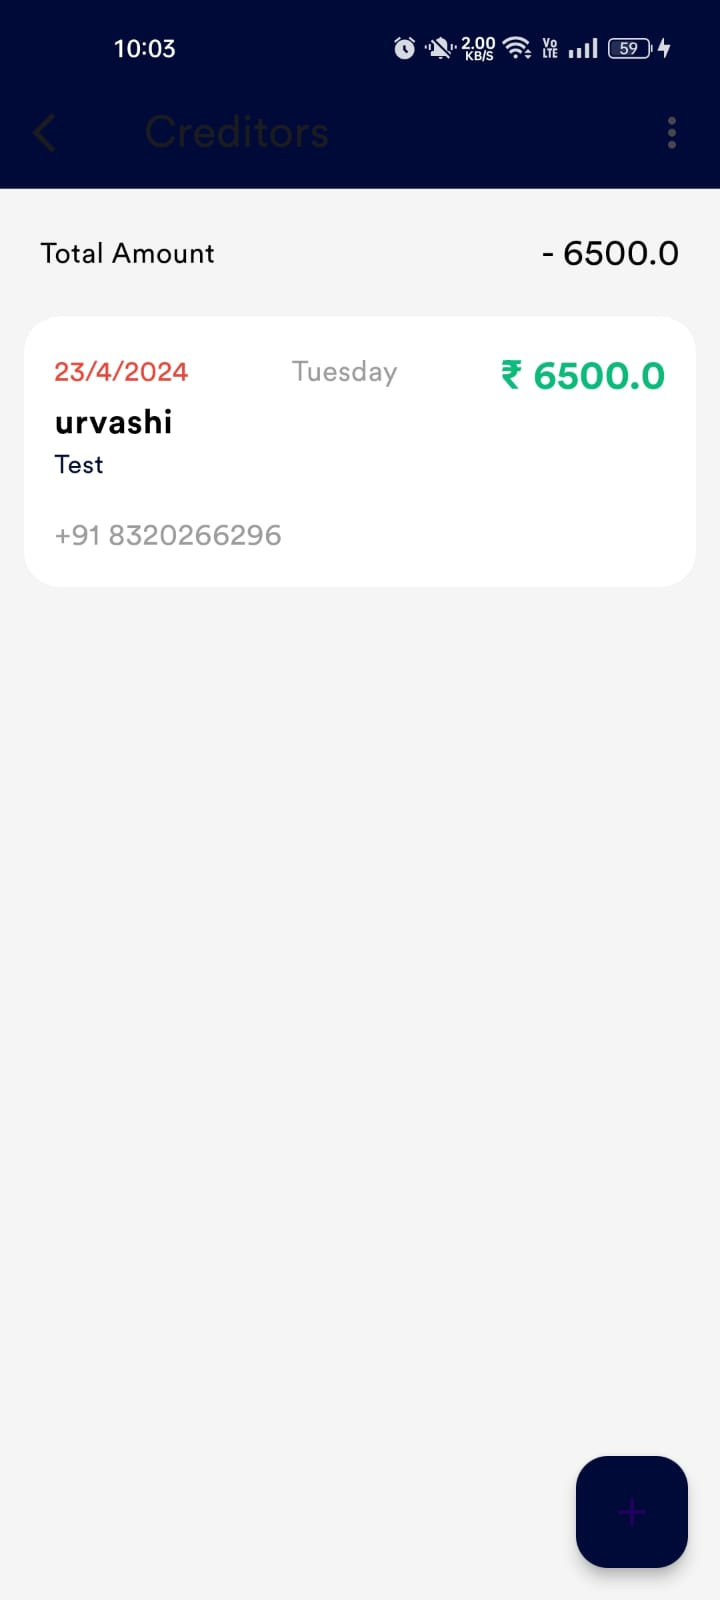 10:03 2.00 KB/S Vo LTE 59
Creditors
Total Amount - 6500.0
23/4/2024 Tuesday ₹ 6500.0
urvashi
Test
+91 8320266296
+